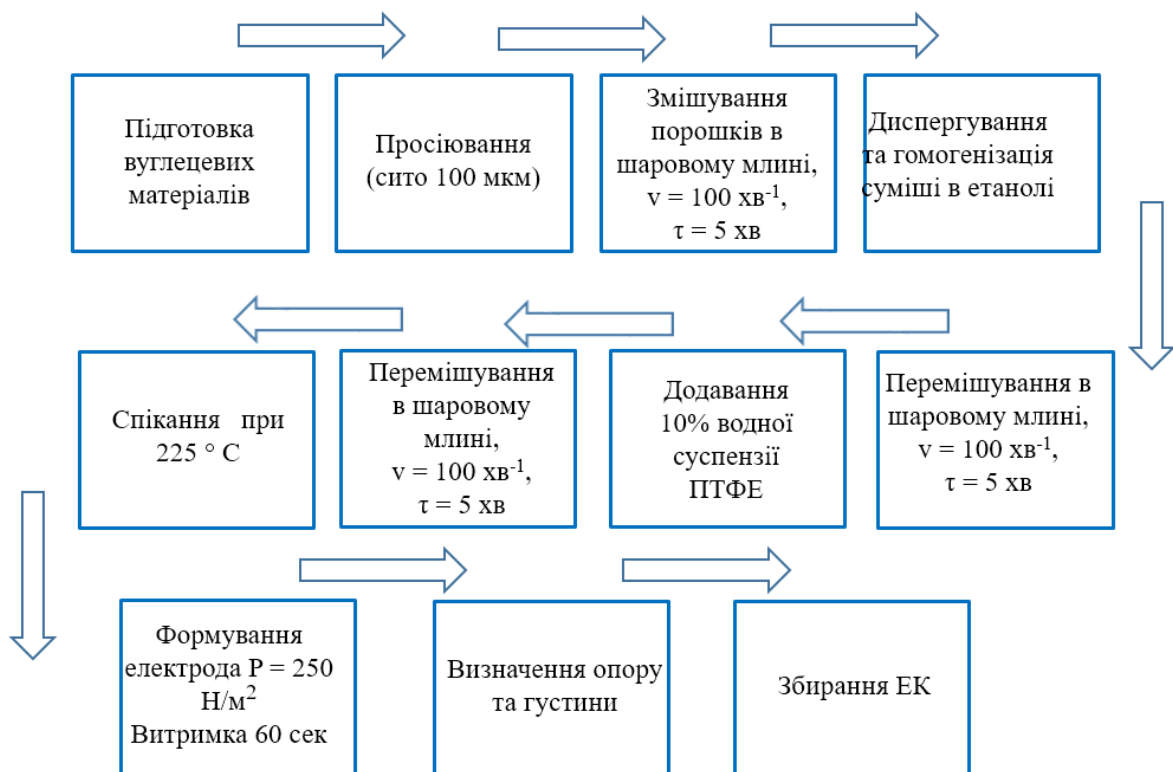 Підготовка
вуглецевих
матеріалів
Просіювання
(сито 100 мкм)
Змішування
порошків в
шаровому млині,
v = 100 хв⁻¹,
τ = 5 хв
Диспергування
та гомогенізація
суміші в етанолі
Перемішування в
шаровому млині,
v = 100 хв⁻¹,
τ = 5 хв
Додавання
10% водної
суспензії
ПТФЕ
Перемішування
в шаровому
млині,
v = 100 хв⁻¹,
τ = 5 хв
Спікання при
225 ° С
Формування
електрода Р = 250
Н/м²
Витримка 60 сек
Визначення опору
та густини
Збирання ЕК